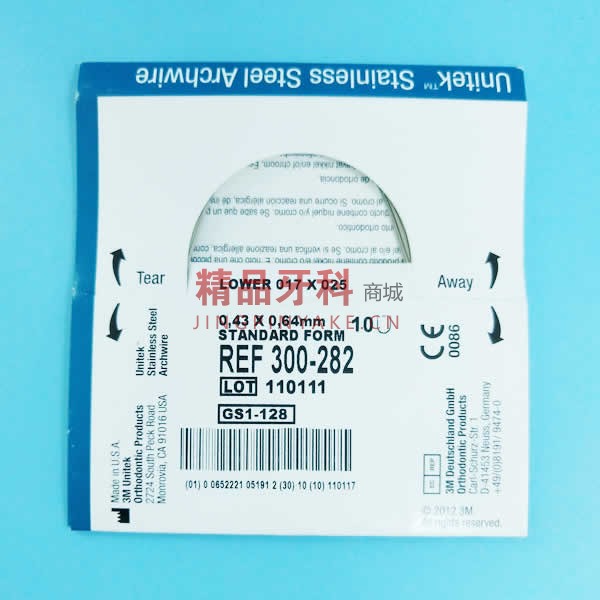 Unitek™ Stainless Steel Archwire
Tear
Away
LOWER 017 X 025
精品牙科 商城
JINGPINYAKE.CN
0,43 X 0,64mm
10
STANDARD FORM
REF 300-282
LOT 110111
GS1-128
(01) 0 0652221 05191 2 (30) 10 (10) 110117
Unitek™
Stainless Steel
Archwire
Made in U.S.A.
3M Unitek
Orthodontic Products
2724 South Peck Road
Monrovia, CA 91016 USA
CE
0086
EC REP
3M Deutschland GmbH
Orthodontic Products
Carl-Schurz-Str. 1
D-41453 Neuss, Germany
+49/(0)8191/ 9474-0
© 2012 3M.
All rights reserved.